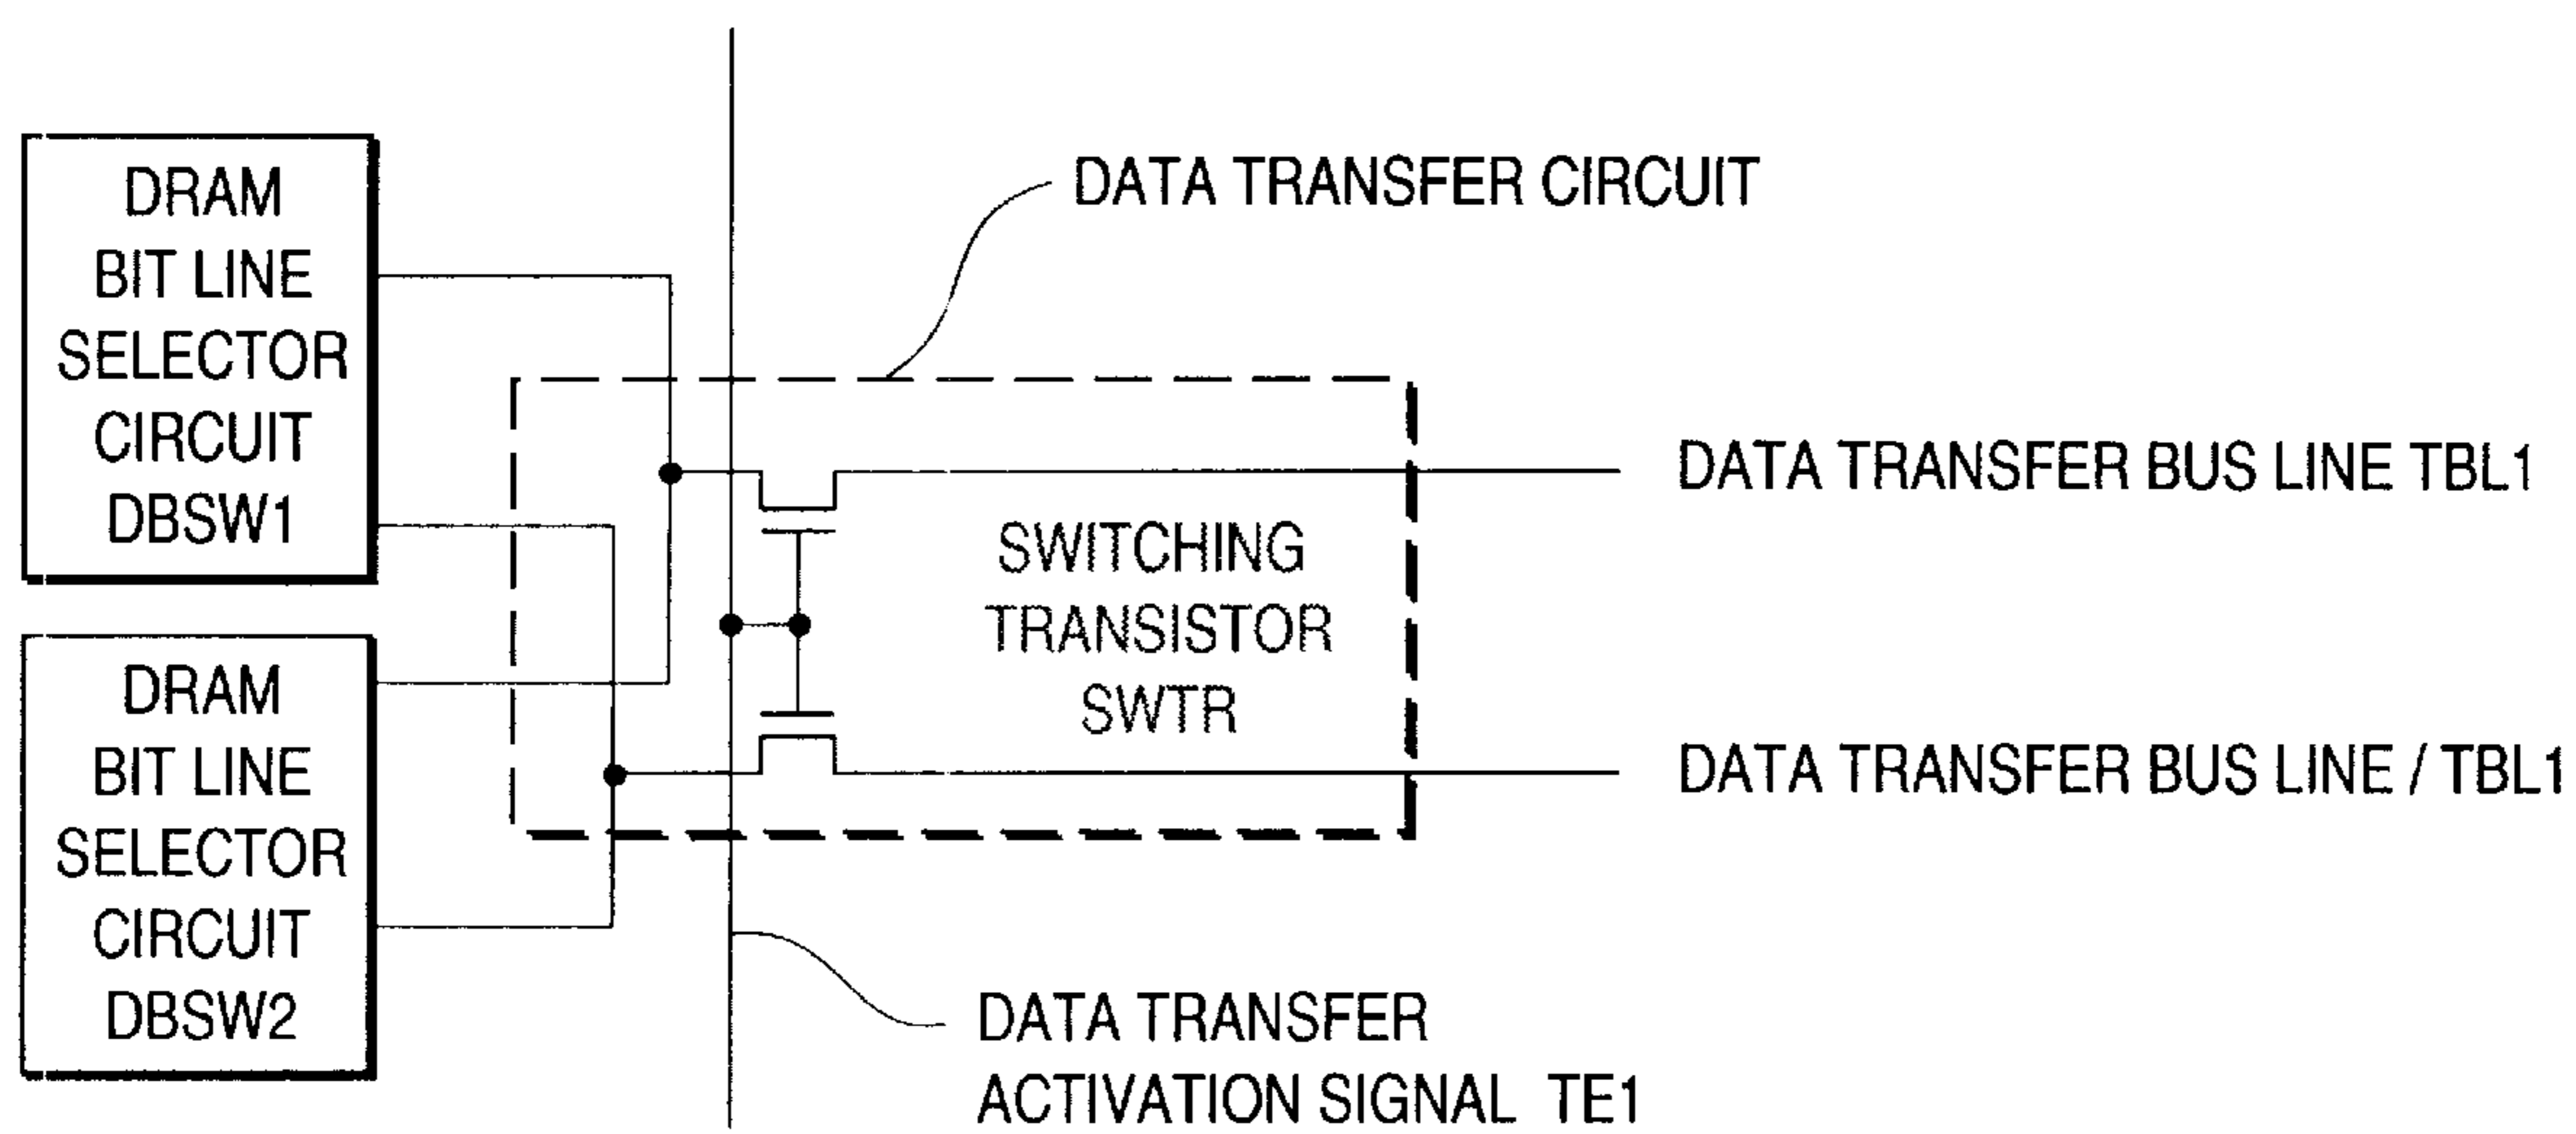 DRAM
BIT LINE
SELECTOR
CIRCUIT
DBSW1
DATA TRANSFER CIRCUIT
DATA TRANSFER BUS LINE TBL1
SWITCHING
TRANSISTOR
SWTR
DATA TRANSFER BUS LINE / TBL1
DRAM
BIT LINE
SELECTOR
CIRCUIT
DBSW2
DATA TRANSFER
ACTIVATION SIGNAL TE1